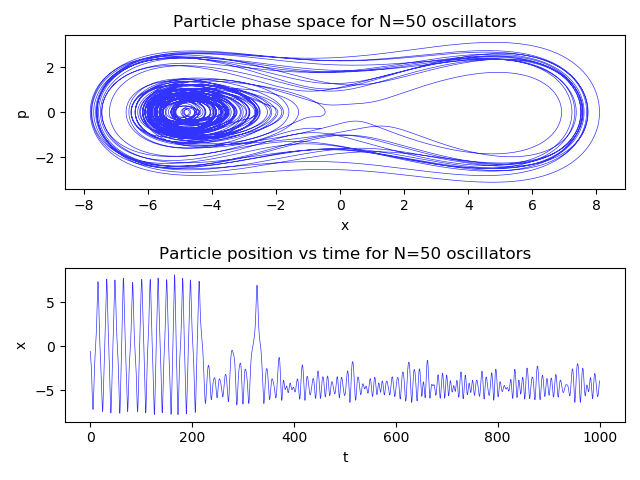 Particle phase space for N=50 oscillators
2
0
−2
p
−8 −6 −4 −2 0 2 4 6 8
x
Particle position vs time for N=50 oscillators
5
0
−5
x
0 200 400 600 800 1000
t